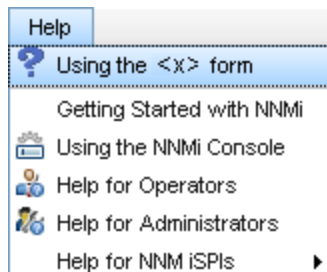 Help
Using the <x> form
Getting Started with NNMi
Using the NNMi Console
Help for Operators
Help for Administrators
Help for NNM iSPIs